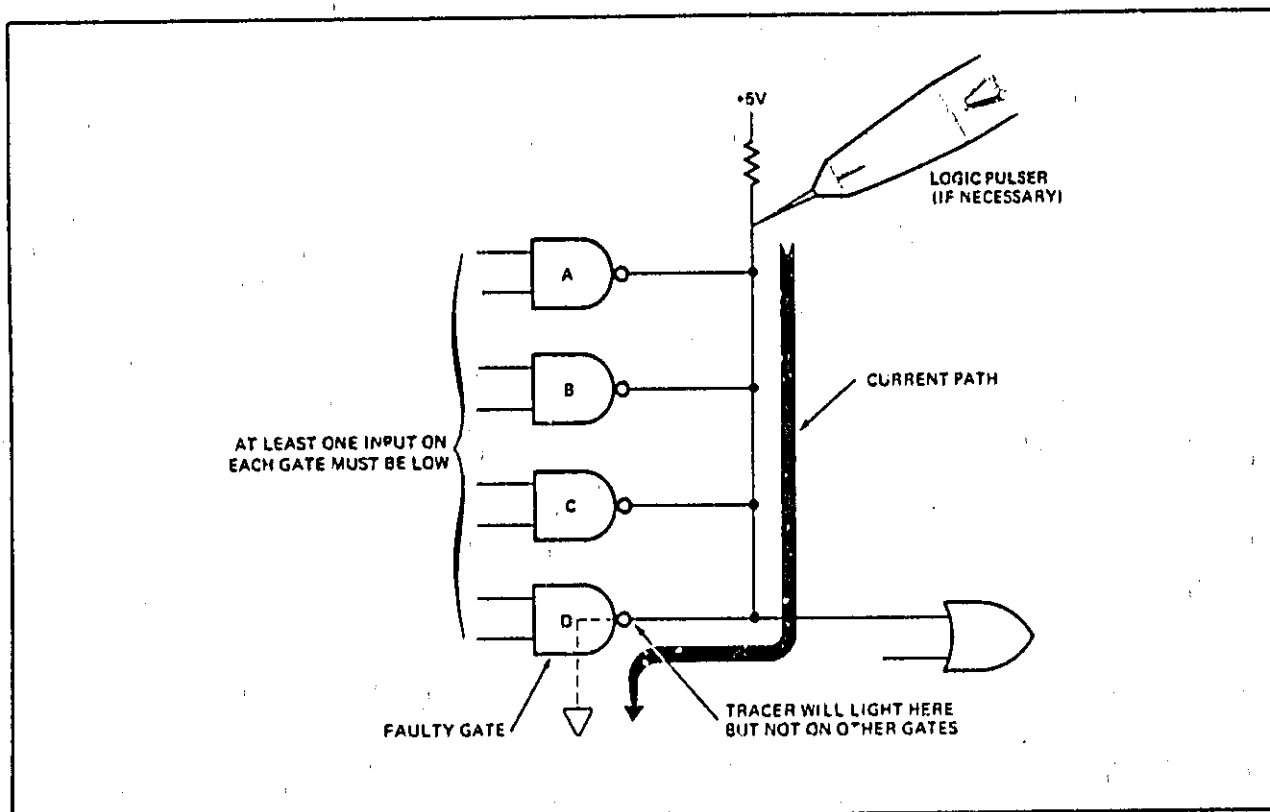 +5V
LOGIC PULSER
(IF NECESSARY)
A
B
CURRENT PATH
AT LEAST ONE INPUT ON
EACH GATE MUST BE LOW
C
D
FAULTY GATE
TRACER WILL LIGHT HERE
BUT NOT ON OTHER GATES